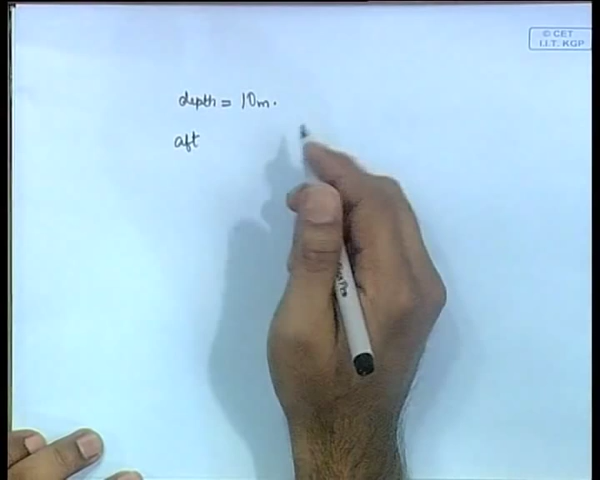 © CET
I.I.T. KGP
depth = 10m.
aft